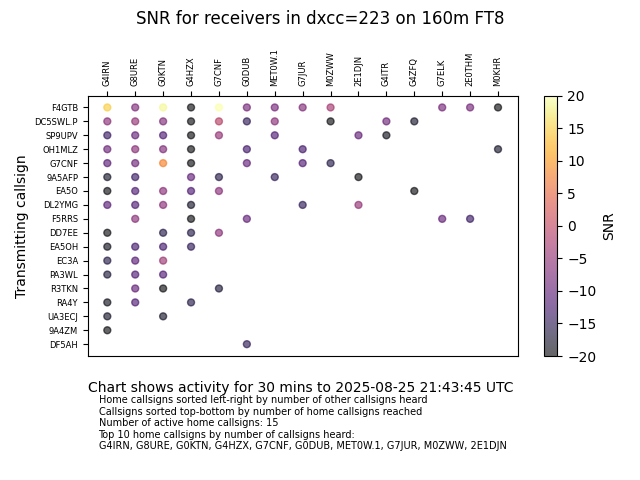 SNR for receivers in dxcc=223 on 160m FT8
G4IRN G8URE G0KTN G4HZX G7CNF G0DUB MET0W.1 G7JUR M0ZWW 2E1DJN G4ITR G4ZFQ G7ELK 2E0THM M0KHR
Transmitting callsign
F4GTB
DC5SWL.P
SP9UPV
OH1MLZ
G7CNF
9A5AFP
EA5O
DL2YMG
F5RRS
DD7EE
EA5OH
EC3A
PA3WL
R3TKN
RA4Y
UA3ECJ
9A4ZM
DF5AH
20
15
10
5
0
−5
−10
−15
−20
SNR
Chart shows activity for 30 mins to 2025-08-25 21:43:45 UTC
Home callsigns sorted left-right by number of other callsigns heard
Callsigns sorted top-bottom by number of home callsigns reached
Number of active home callsigns: 15
Top 10 home callsigns by number of callsigns heard:
G4IRN, G8URE, G0KTN, G4HZX, G7CNF, G0DUB, MET0W.1, G7JUR, M0ZWW, 2E1DJN